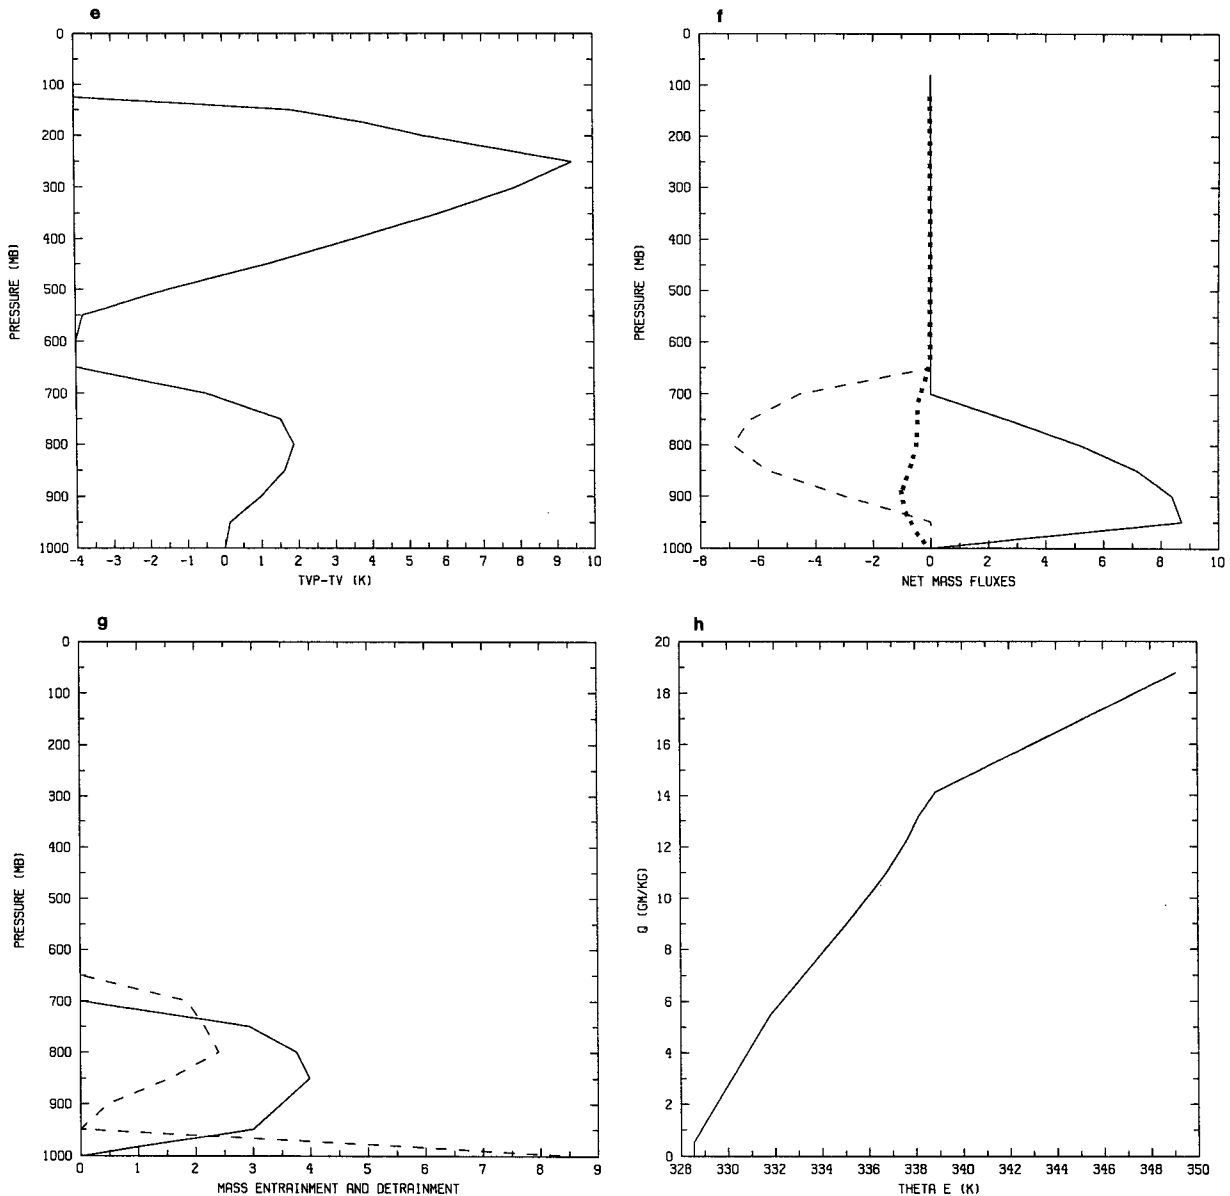 e
0
100
200
300
400
500
600
700
800
900
1000
PRESSURE (MB)
-4 -3 -2 -1 0 1 2 3 4 5 6 7 8 9 10
TVP-TV (K)
f
0
100
200
300
400
500
600
700
800
900
1000
PRESSURE (MB)
-8 -6 -4 -2 0 2 4 6 8 10
NET MASS FLUXES
g
0
100
200
300
400
500
600
700
800
900
1000
PRESSURE (MB)
0 1 2 3 4 5 6 7 8 9
MASS ENTRAINMENT AND DETRAINMENT
h
20
18
16
14
12
10
8
6
4
2
0
Q (GM/KG)
328 330 332 334 336 338 340 342 344 346 348 350
THETA E (K)